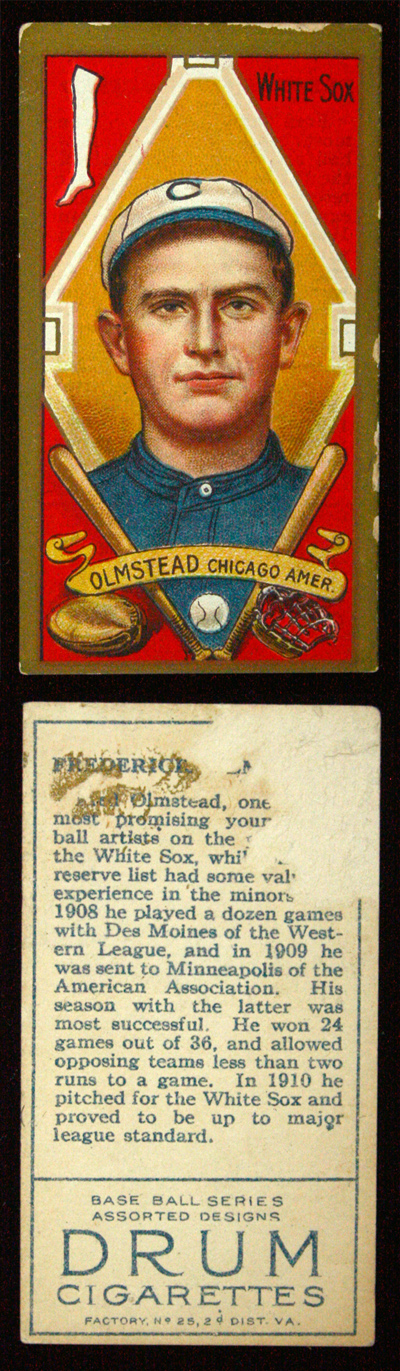 White Sox
C
OLMSTEAD CHICAGO AMER.
FREDERICK
Olmstead, one
most promising your
ball artists on the
the White Sox, whi
reserve list had some val
experience in the minors
1908 he played a dozen games
with Des Moines of the West-
ern League, and in 1909 he
was sent to Minneapolis of the
American Association. His
season with the latter was
most successful. He won 24
games out of 36, and allowed
opposing teams less than two
runs to a game. In 1910 he
pitched for the White Sox and
proved to be up to major
league standard.
BASE BALL SERIES
ASSORTED DESIGNS
DRUM
CIGARETTES
FACTORY, Nº 25, 2d DIST. VA.